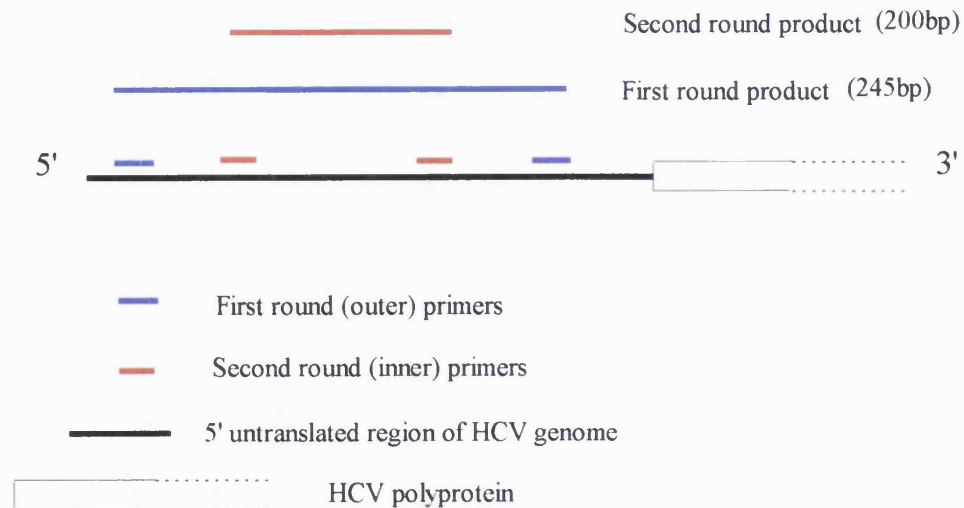 Second round product (200bp)
First round product (245bp)
5'
3'
First round (outer) primers
Second round (inner) primers
5' untranslated region of HCV genome
HCV polyprotein